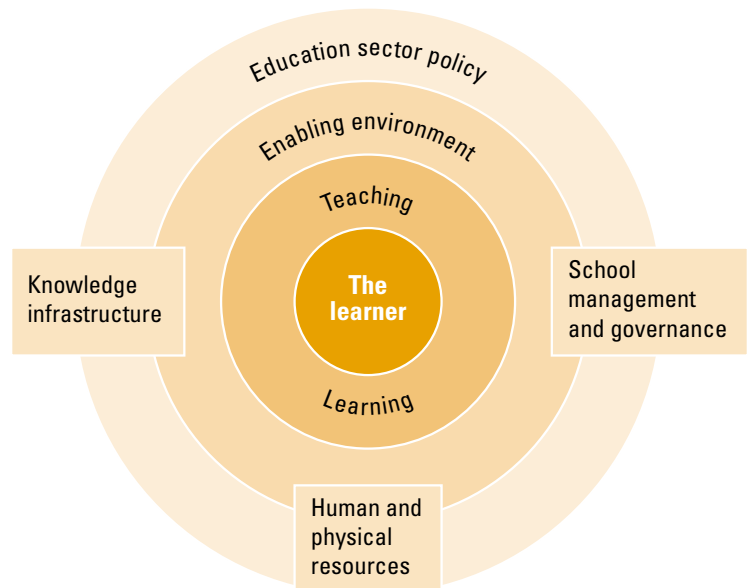 Education sector policy
Enabling environment
Teaching
The
learner
Knowledge
infrastructure
School
management
and governance
Learning
Human and
physical
resources